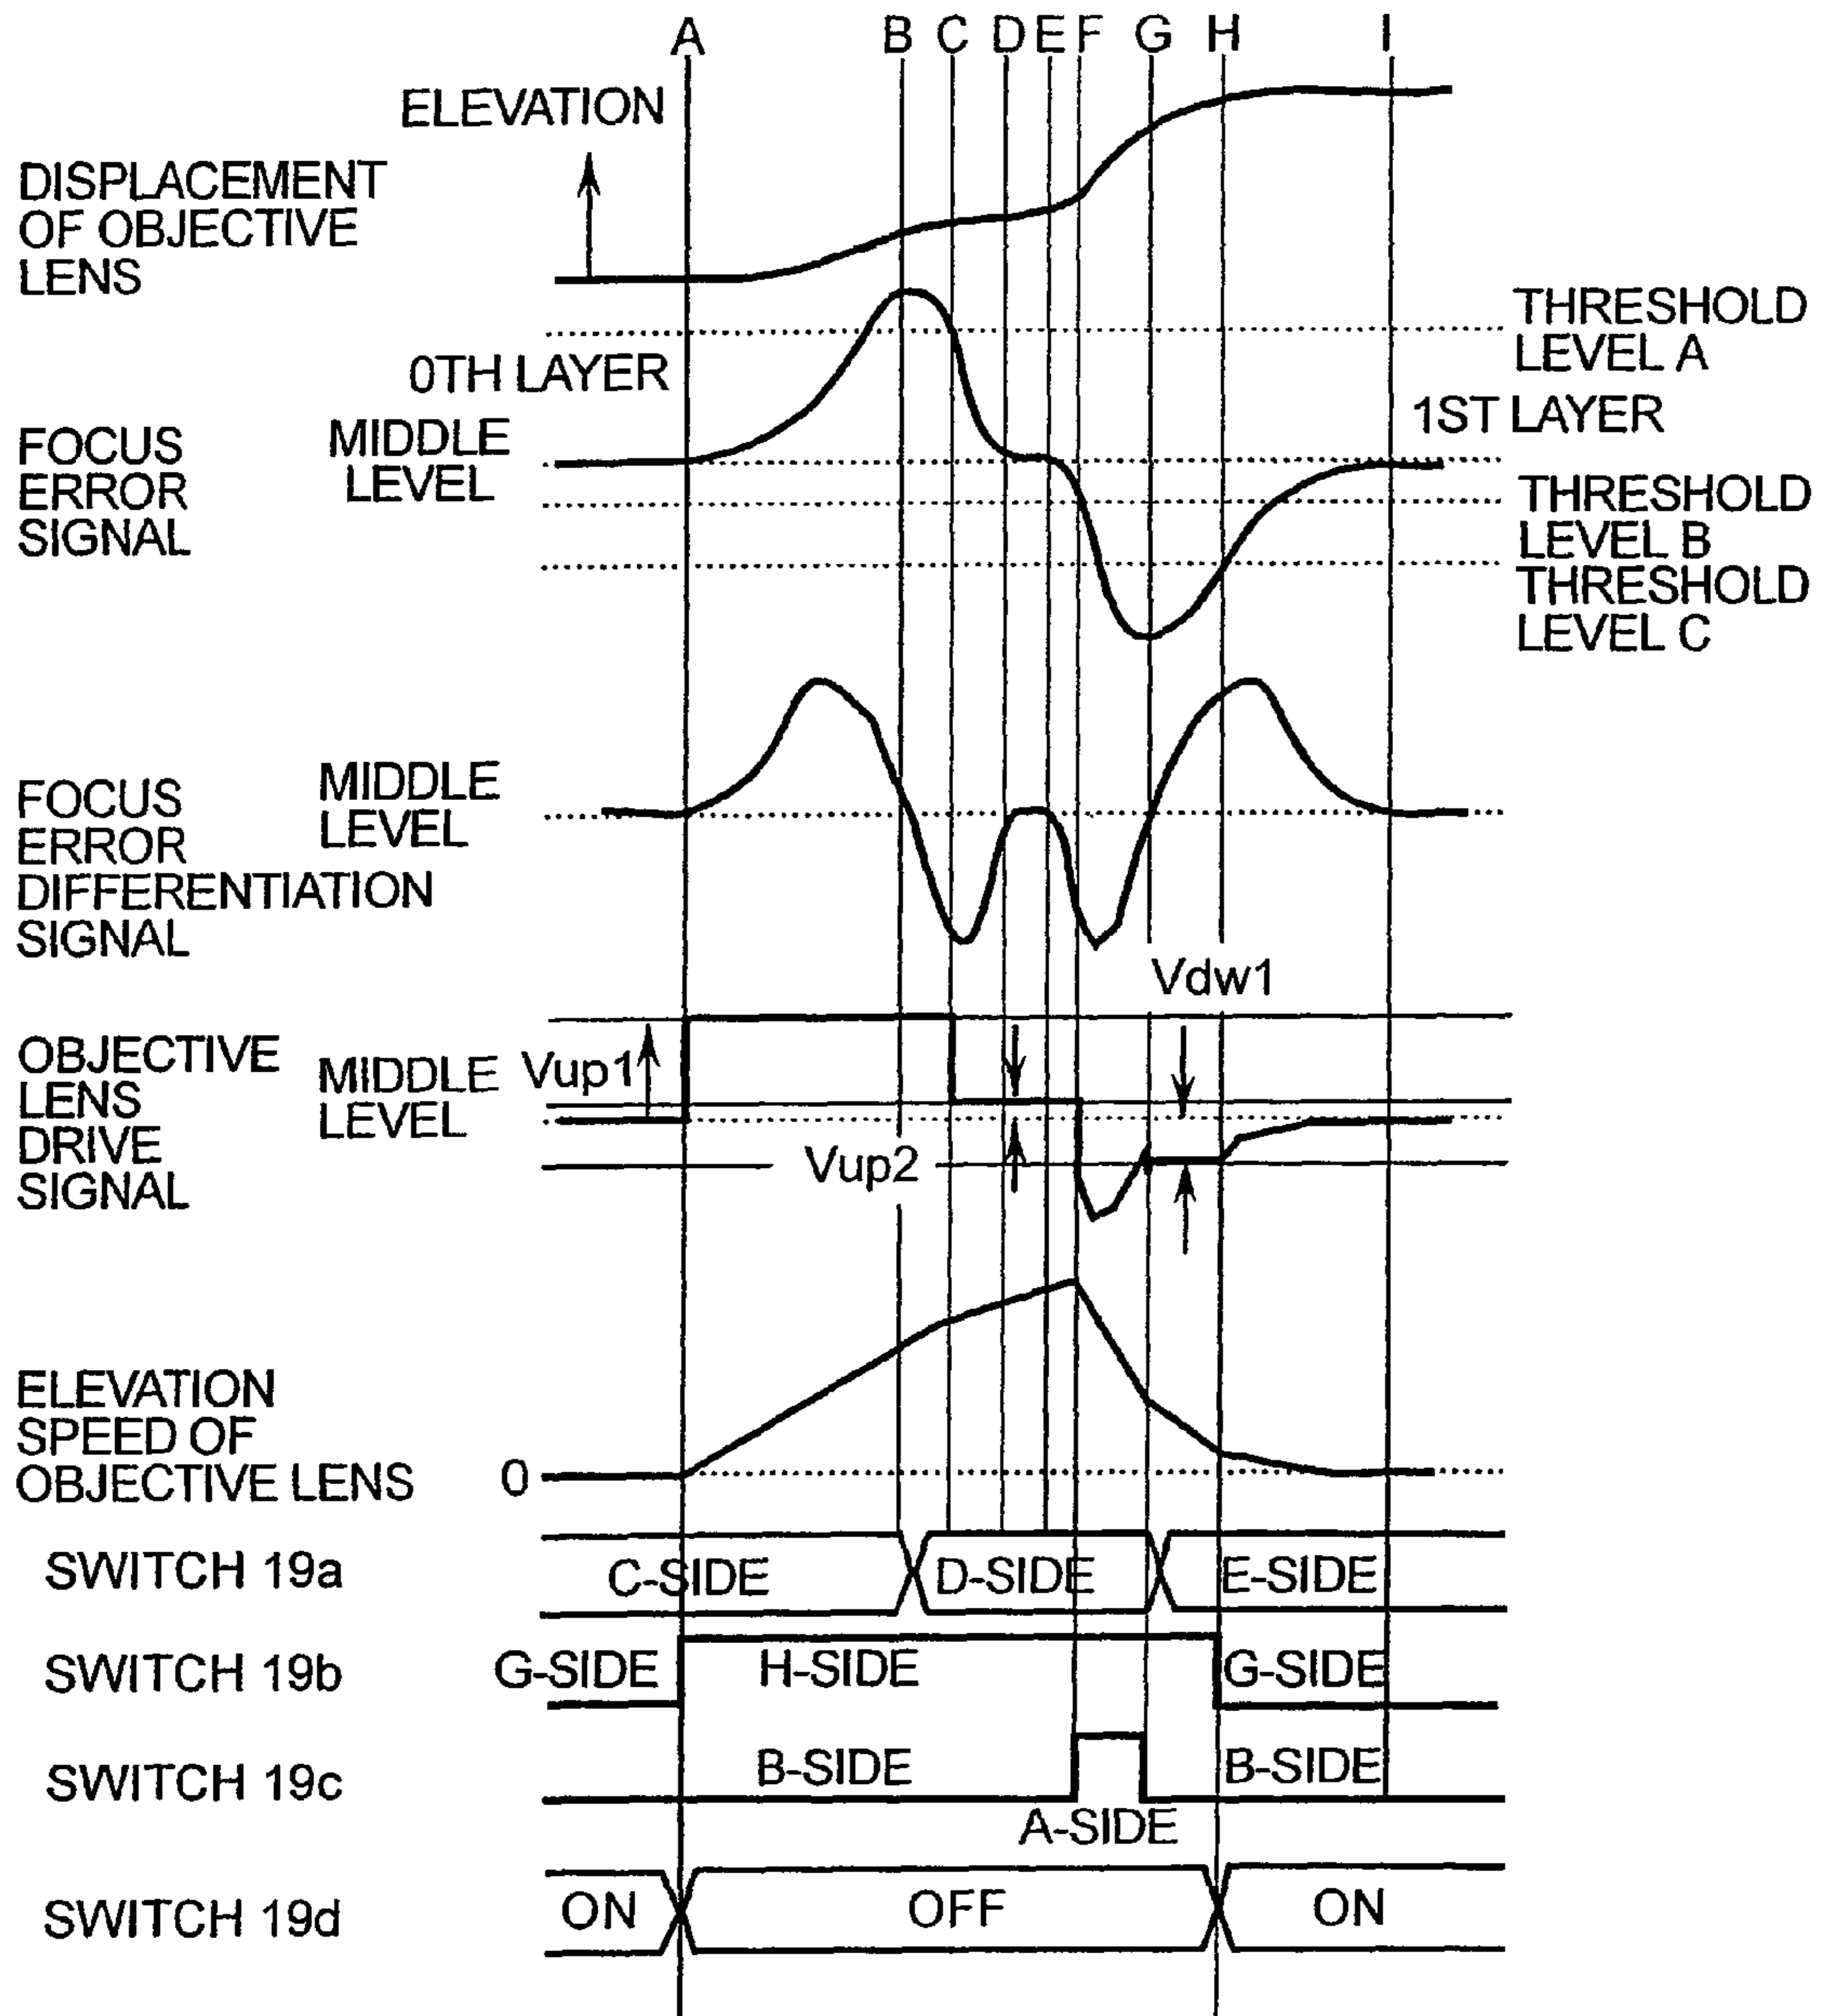 A B C D E F G H I
ELEVATION
DISPLACEMENT
OF OBJECTIVE
LENS
THRESHOLD
LEVEL A
0TH LAYER
1ST LAYER
FOCUS
ERROR
SIGNAL
MIDDLE
LEVEL
THRESHOLD
LEVEL B
THRESHOLD
LEVEL C
FOCUS
ERROR
DIFFERENTIATION
SIGNAL
MIDDLE
LEVEL
Vdw1
OBJECTIVE
LENS
DRIVE
SIGNAL
MIDDLE
LEVEL
Vup1
Vup2
ELEVATION
SPEED OF
OBJECTIVE LENS
0
SWITCH 19a
C-SIDE D-SIDE E-SIDE
SWITCH 19b
G-SIDE H-SIDE G-SIDE
SWITCH 19c
B-SIDE B-SIDE
A-SIDE
SWITCH 19d
ON OFF ON